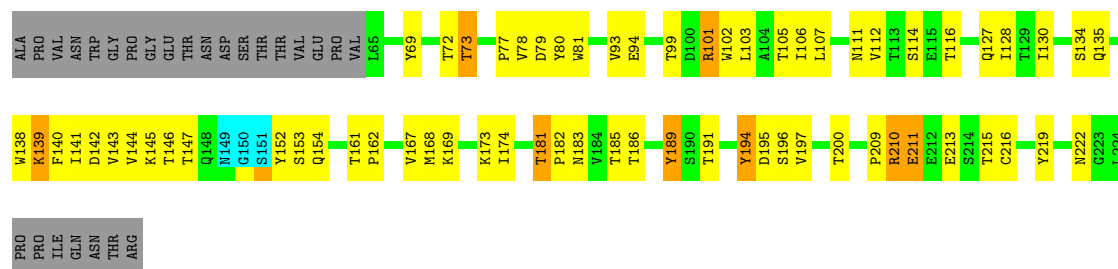 ALA PRO VAL ASN TRP GLY PRO GLY GLU THR ASN ASP SER THR THR VAL GLU PRO VAL L65 Y69 T72 T73 P77 V78 D79 Y80 W81 V93 E94 T99 D100 R101 W102 L103 A104 T105 I106 L107 N111 V112 T113 S114 E115 T116 Q127 I128 T129 I130 S134 Q135
W138 K139 F140 I141 D142 V143 V144 K145 T146 T147 Q148 N149 G150 S151 Y152 S153 Q154 T161 P162 V167 M168 K169 K173 I174 T181 P182 N183 V184 T185 T186 Y189 S190 T191 Y194 D195 S196 V197 T200 P209 R210 E211 E212 E213 S214 T215 C216 Y219 N222 G223 L224
PRO PRO ILE GLN ASN THR ARG